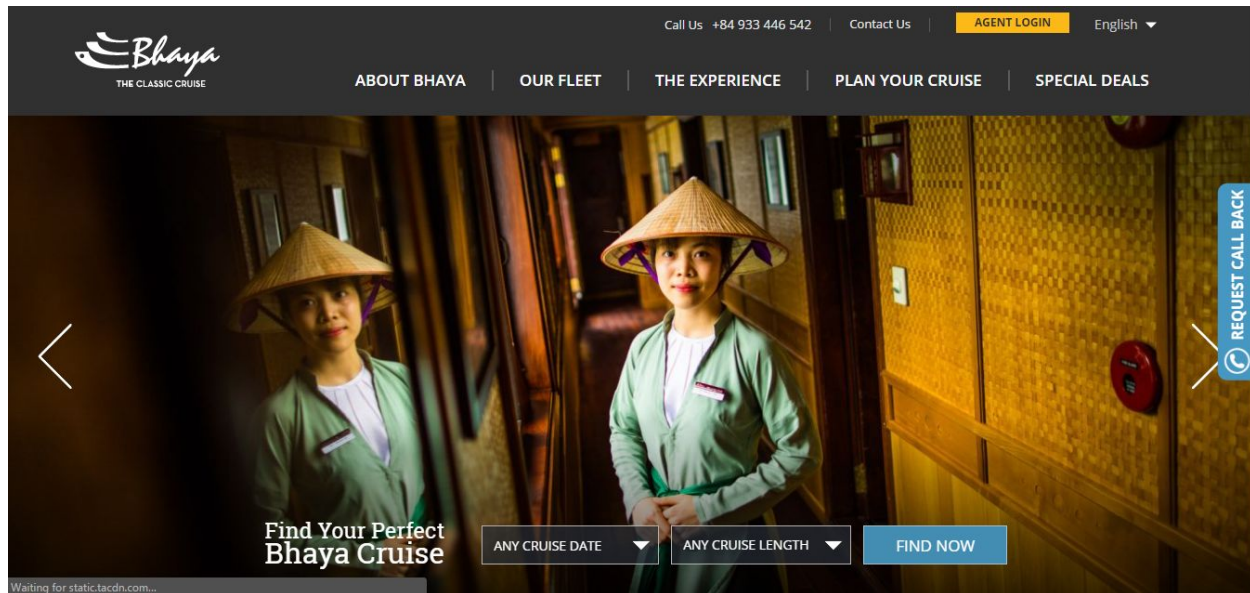 Call Us +84 933 446 542
Contact Us
AGENT LOGIN
English
Bhaya
THE CLASSIC CRUISE
ABOUT BHAYA
OUR FLEET
THE EXPERIENCE
PLAN YOUR CRUISE
SPECIAL DEALS
REQUEST CALL BACK
Find Your Perfect
Bhaya Cruise
ANY CRUISE DATE
ANY CRUISE LENGTH
FIND NOW
Waiting for static.tacdn.com...